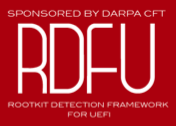 SPONSORED BY DARPA CFT
RDFU
ROOTKIT DETECTION FRAMEWORK
FOR UEFI